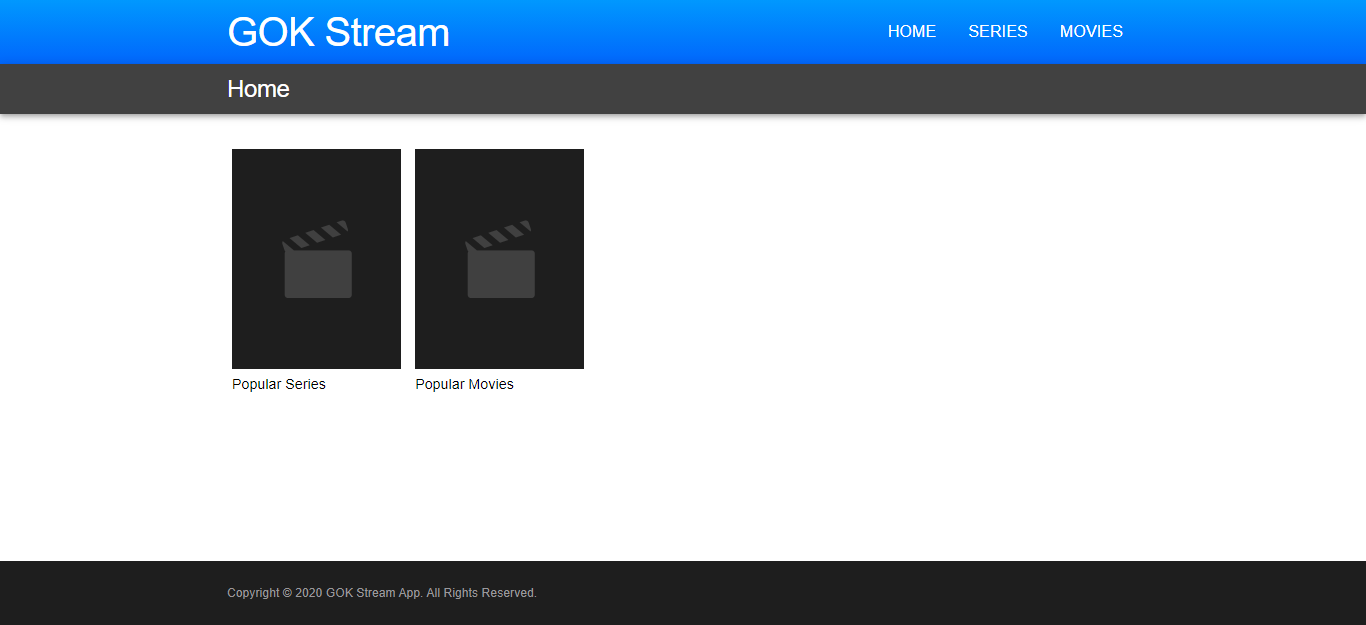 GOK Stream
HOME SERIES MOVIES
Home
Popular Series Popular Movies
Copyright © 2020 GOK Stream App. All Rights Reserved.